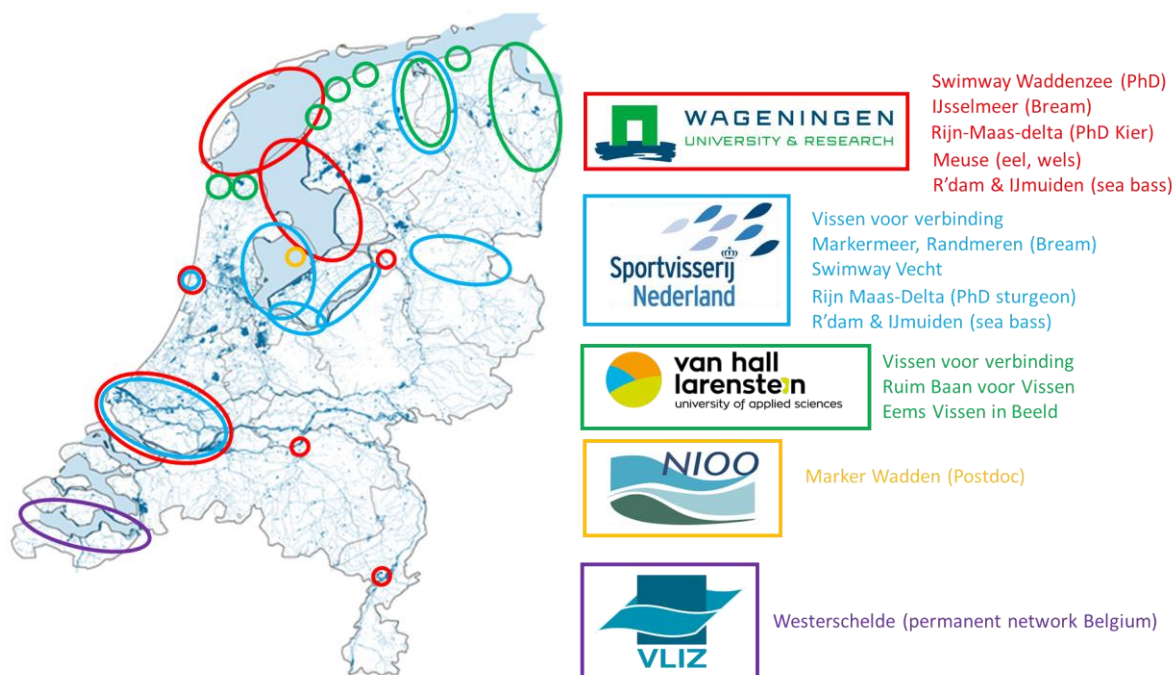 WAGENINGEN
UNIVERSITY & RESEARCH
Swimway Waddenzee (PhD)
IJsselmeer (Bream)
Rijn-Maas-delta (PhD Kier)
Meuse (eel, wels)
R'dam & IJmuiden (sea bass)
Sportvisserij
Nederland
Vissen voor verbinding
Markermeer, Randmeren (Bream)
Swimway Vecht
Rijn Maas-Delta (PhD sturgeon)
R'dam & IJmuiden (sea bass)
van hall
larenstein
university of applied sciences
Vissen voor verbinding
Ruim Baan voor Vissen
Eems Vissen in Beeld
NIOO
Marker Wadden (Postdoc)
VLIZ
Westerschelde (permanent network Belgium)